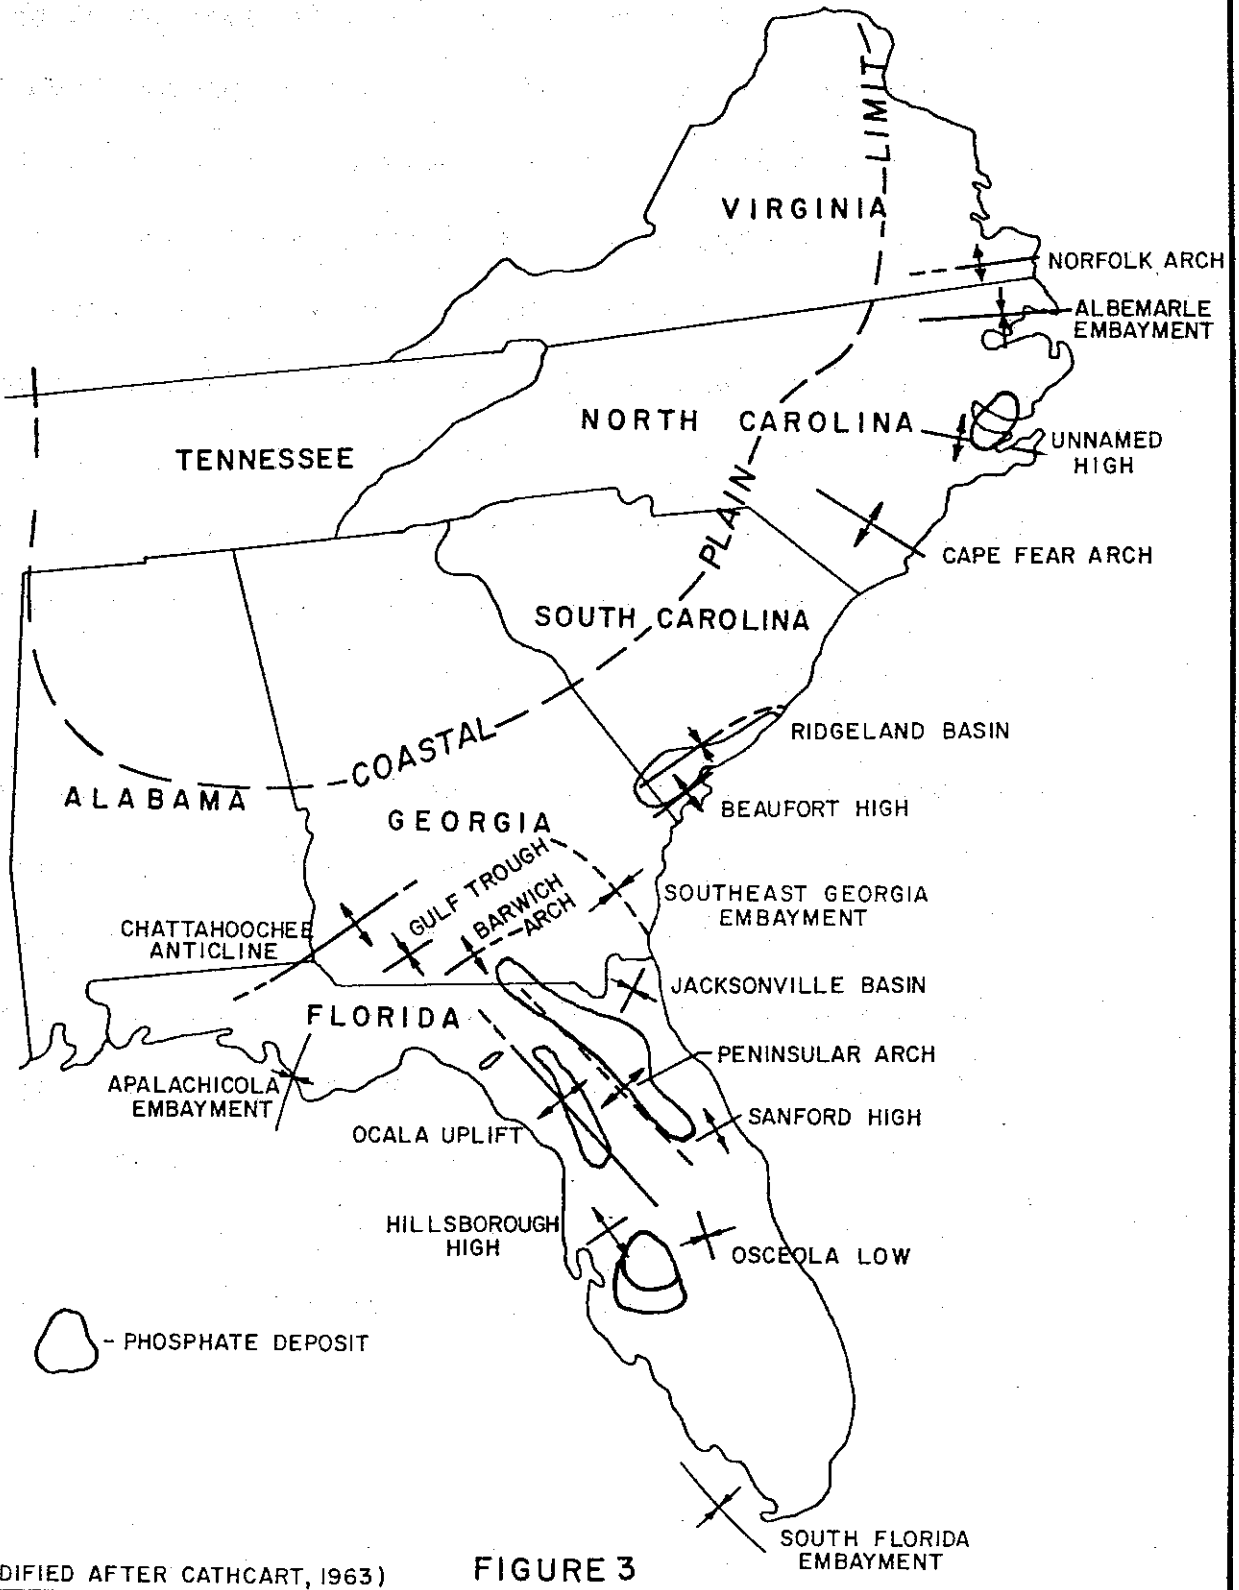 LIMIT
VIRGINIA
NORFOLK ARCH
ALBEMARLE
EMBAYMENT
NORTH CAROLINA
TENNESSEE
UNNAMED
HIGH
PLAIN
CAPE FEAR ARCH
SOUTH CAROLINA
RIDGELAND BASIN
COASTAL
ALABAMA
BEAUFORT HIGH
GEORGIA
GULF TROUGH
BARWICH
ARCH
SOUTHEAST GEORGIA
EMBAYMENT
CHATTAHOOCHEE
ANTICLINE
JACKSONVILLE BASIN
FLORIDA
PENINSULAR ARCH
APALACHICOLA
EMBAYMENT
SANFORD HIGH
OCALA UPLIFT
HILLSBOROUGH
HIGH
OSCEOLA LOW
- PHOSPHATE DEPOSIT
SOUTH FLORIDA
EMBAYMENT
DIFIED AFTER CATHCART, 1963)
FIGURE 3